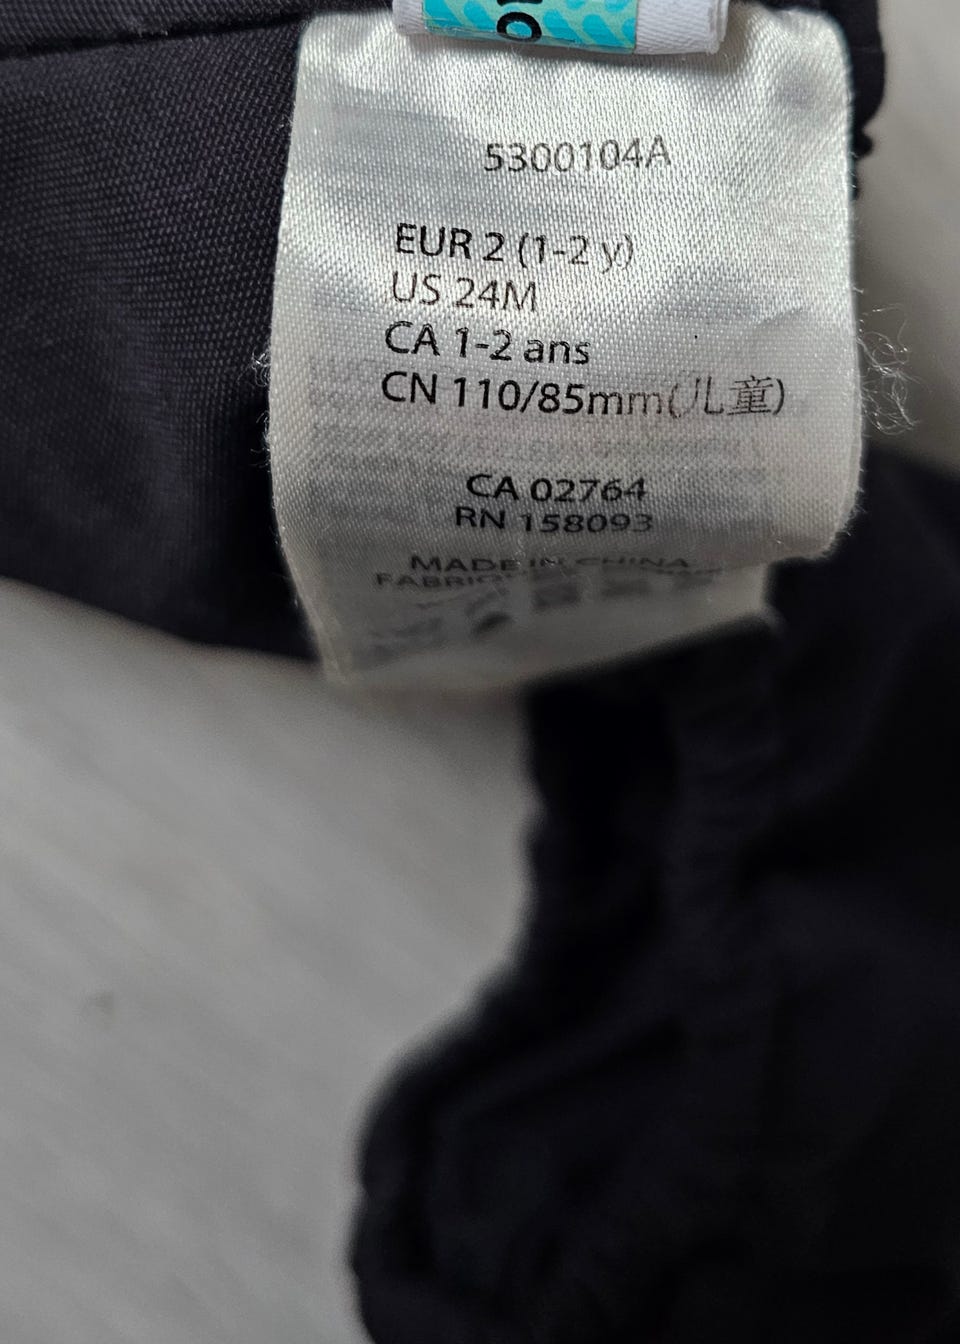 5300104A
EUR 2 (1-2 y)
US 24M
CA 1-2 ans
CN 110/85mm(儿童)
CA 02764
RN 158093
MADE IN CHINA